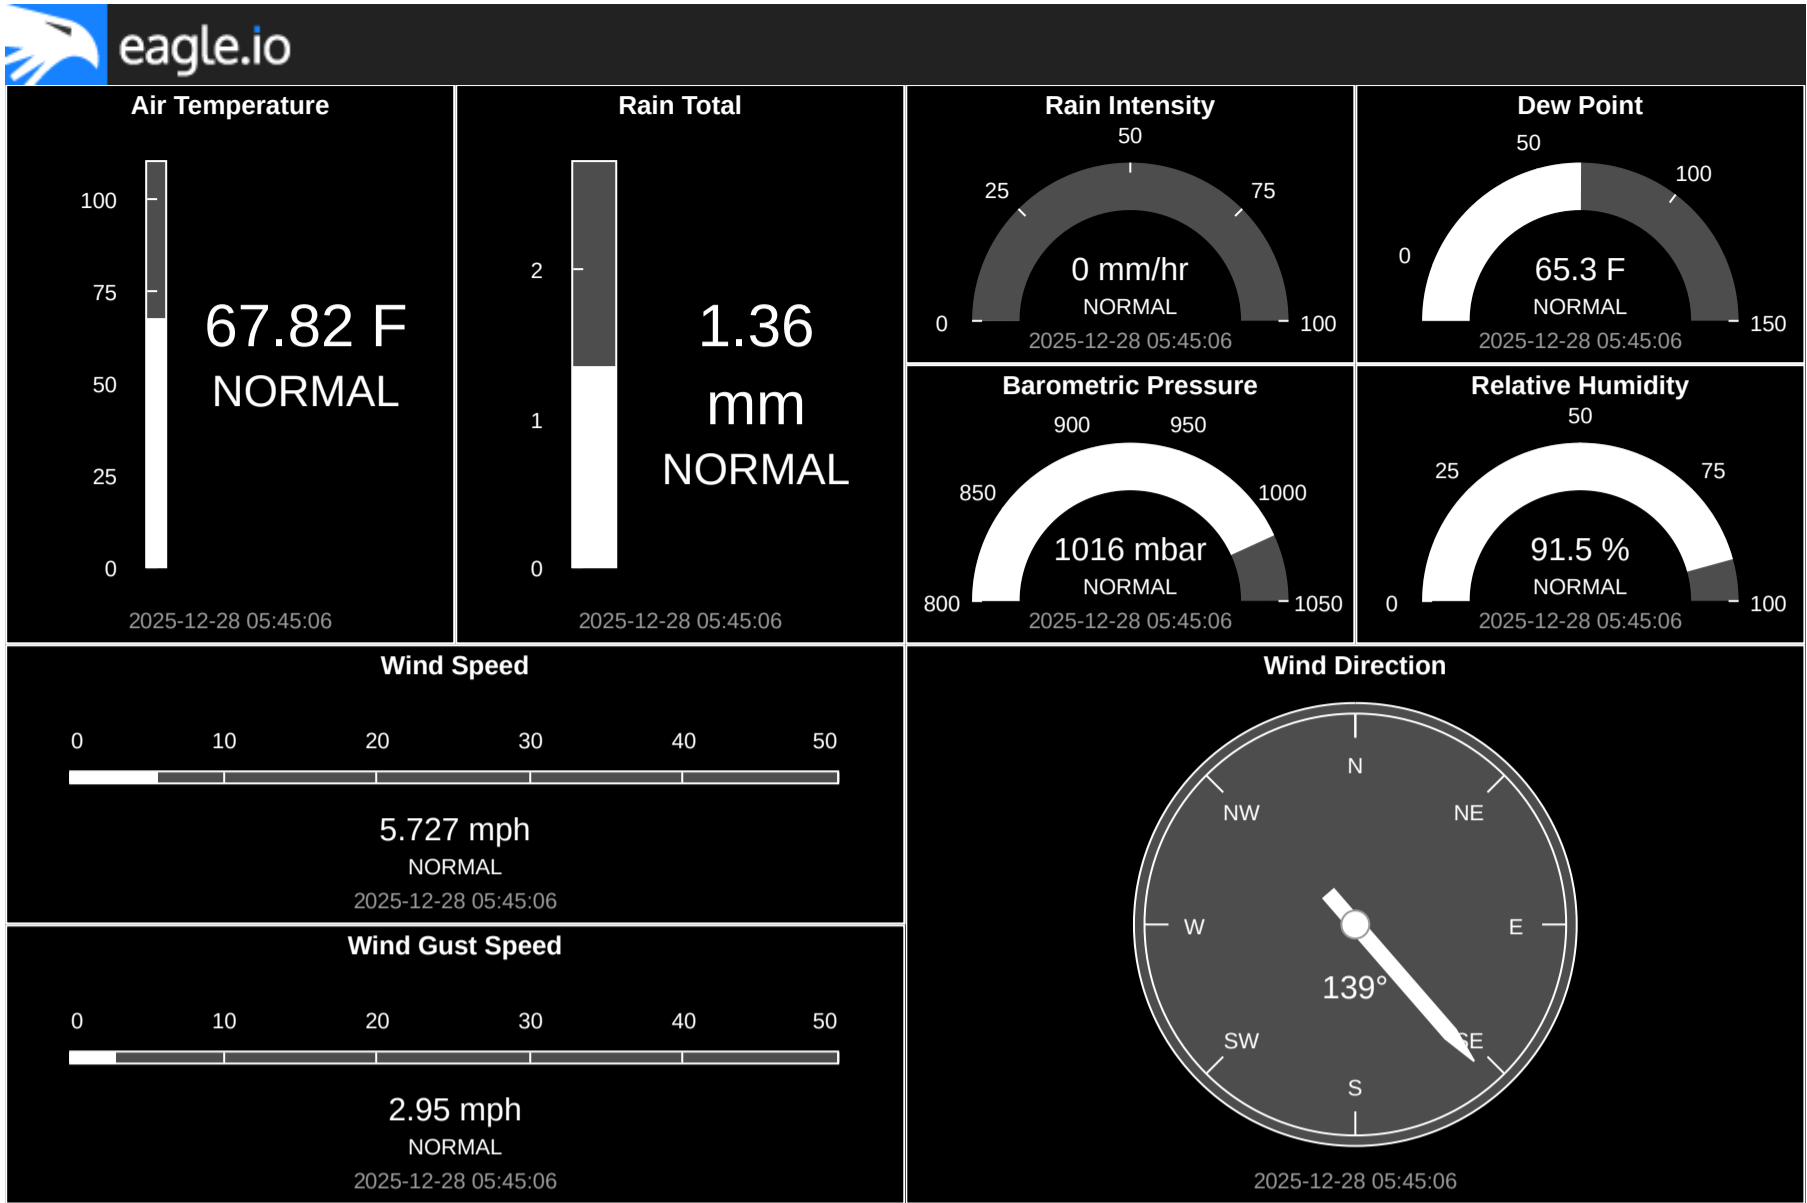 eagle.io
Air Temperature
100
75
50
25
0
67.82 F
NORMAL
2025-12-28 05:45:06
Rain Total
2
1
0
1.36
mm
NORMAL
2025-12-28 05:45:06
Rain Intensity
50
25
75
0
100
0 mm/hr
NORMAL
2025-12-28 05:45:06
Dew Point
50
100
0
150
65.3 F
NORMAL
2025-12-28 05:45:06
Barometric Pressure
900
950
850
1000
800
1050
1016 mbar
NORMAL
2025-12-28 05:45:06
Relative Humidity
50
25
75
0
100
91.5 %
NORMAL
2025-12-28 05:45:06
Wind Speed
0 10 20 30 40 50
5.727 mph
NORMAL
2025-12-28 05:45:06
Wind Gust Speed
0 10 20 30 40 50
2.95 mph
NORMAL
2025-12-28 05:45:06
Wind Direction
N
NW
NE
W
E
139°
SW
SE
S
2025-12-28 05:45:06